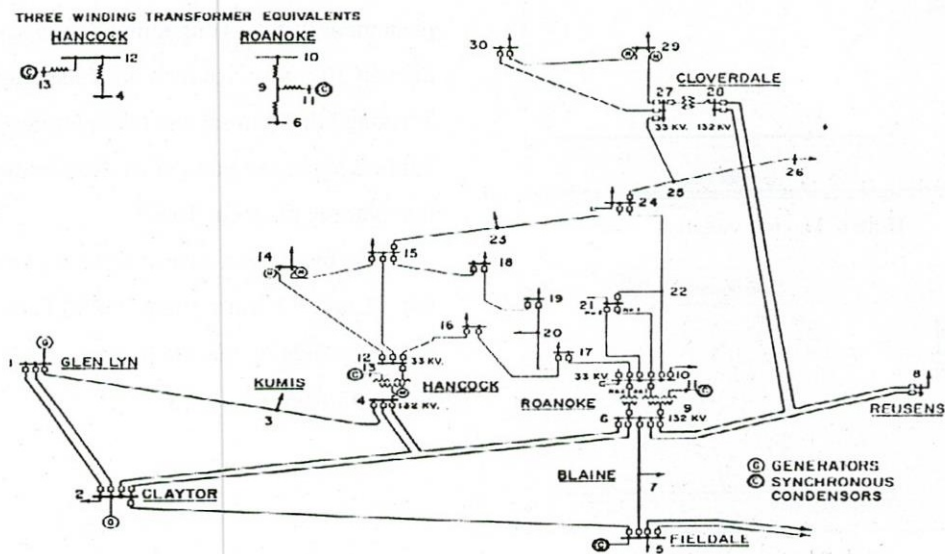 THREE WINDING TRANSFORMER EQUIVALENTS
HANCOCK
ROANOKE
12
C
13
4
10
9
C
11
6
30
29
CLOVERDALE
27
28
33 KV.
132 KV
26
25
24
23
15
14
18
22
21
19
16
20
17
12
33 KV.
13
C
HANCOCK
4
132 KV.
33 KV
10
11
C
ROANOKE
9
6
132 KV
G
1
GLEN LYN
KUMIS
3
8
REUSENS
2
CLAYTOR
G
BLAINE
7
G GENERATORS
C SYNCHRONOUS
CONDENSORS
5
FIELDALE